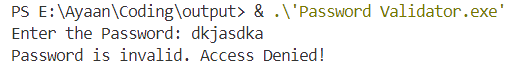 PS E:\Ayaan\Coding\output> & .\'Password Validator.exe'
Enter the Password: dkjasdka
Password is invalid. Access Denied!